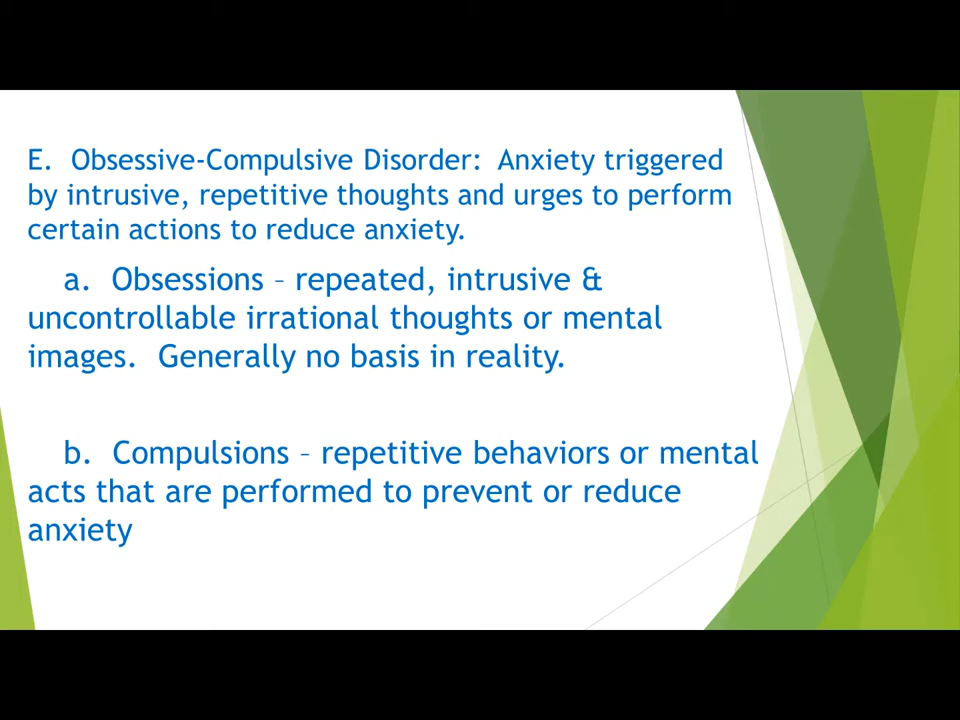 E.  Obsessive-Compulsive Disorder:  Anxiety triggered
by intrusive, repetitive thoughts and urges to perform
certain actions to reduce anxiety.
a.  Obsessions – repeated, intrusive &
uncontrollable irrational thoughts or mental
images.  Generally no basis in reality.
b.  Compulsions – repetitive behaviors or mental
acts that are performed to prevent or reduce
anxiety